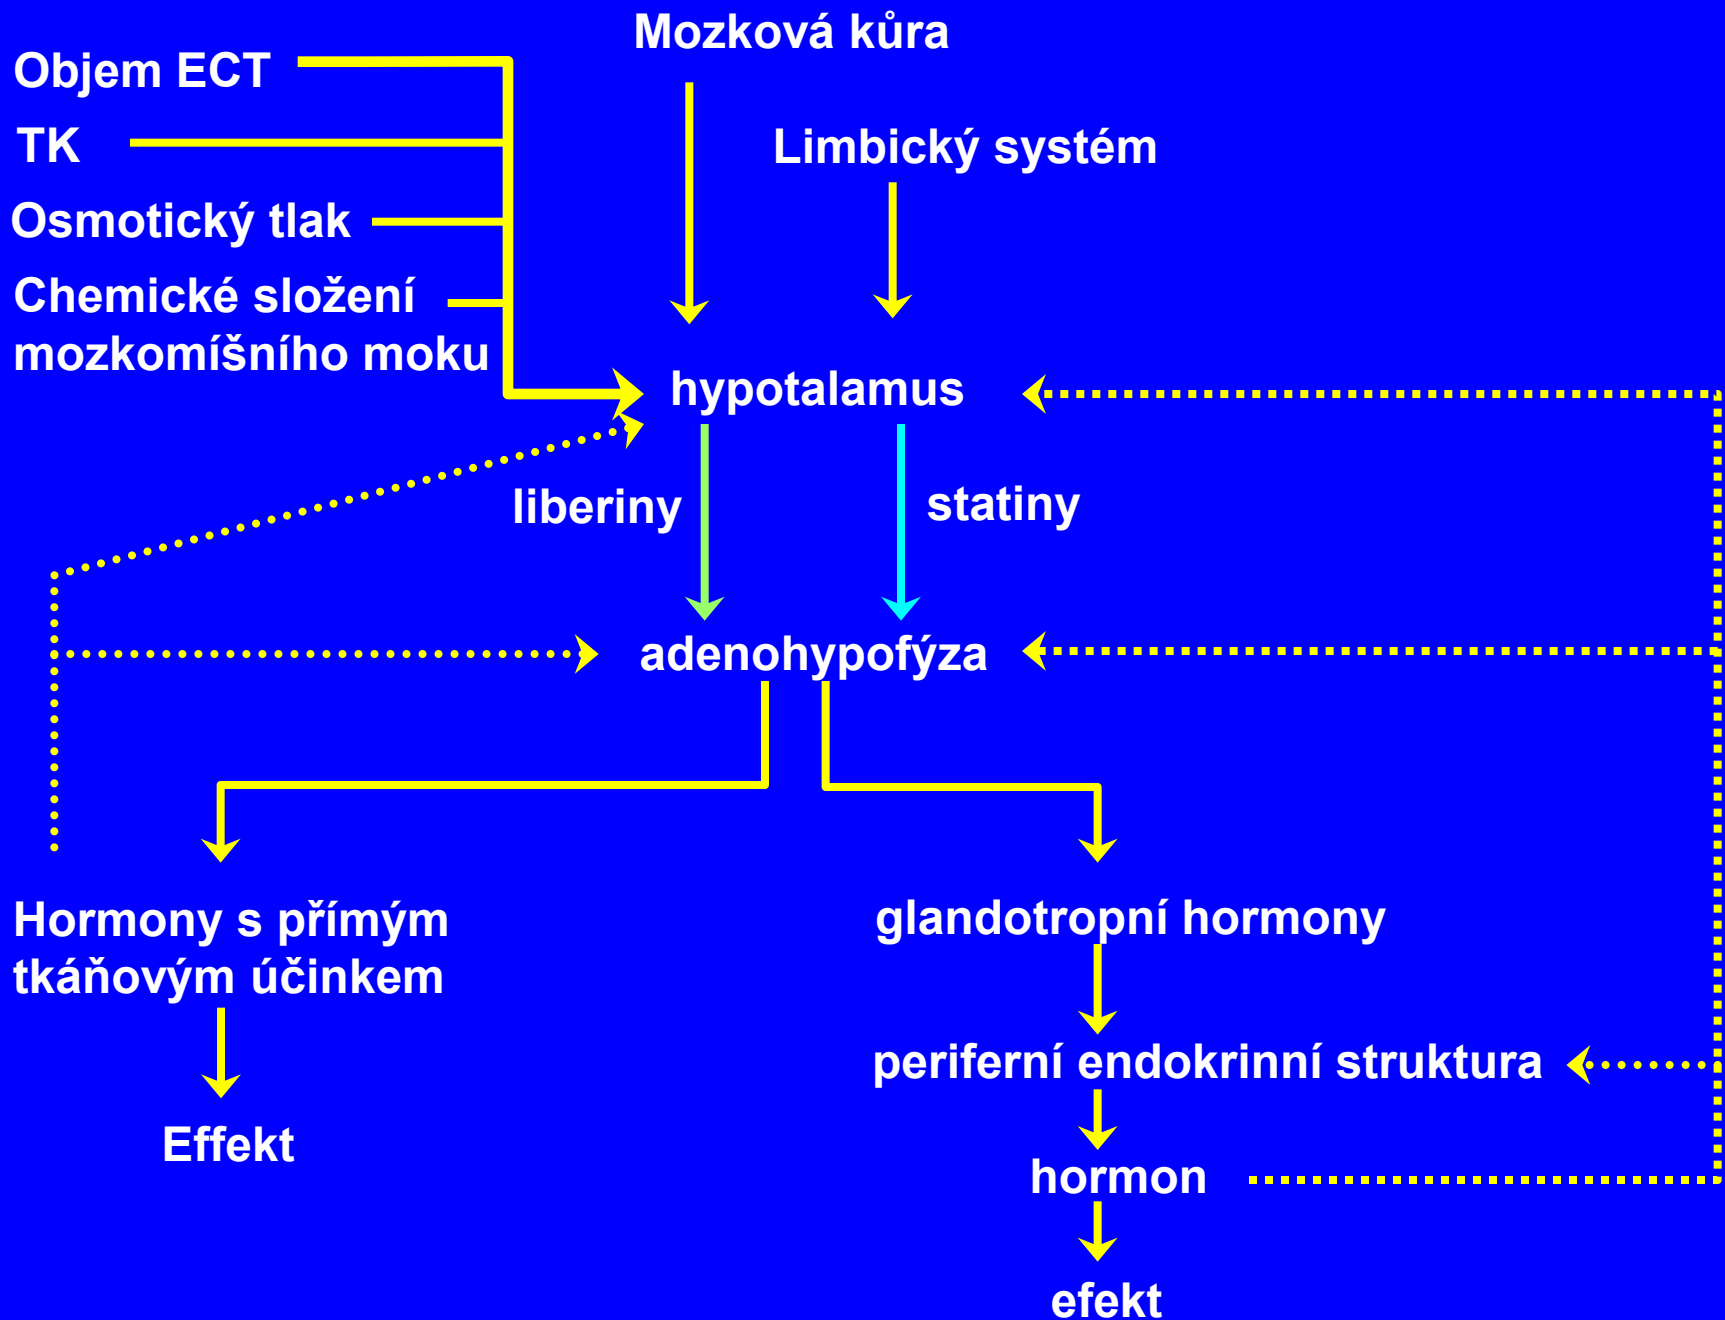 Mozková kůra
Objem ECT
TK
Limbický systém
Osmotický tlak
Chemické složení
mozkomíšního moku
hypotalamus
liberiny
statiny
adenohypofýza
Hormony s přímým
tkáňovým účinkem
glandotropní hormony
periferní endokrinní struktura
Effekt
hormon
efekt